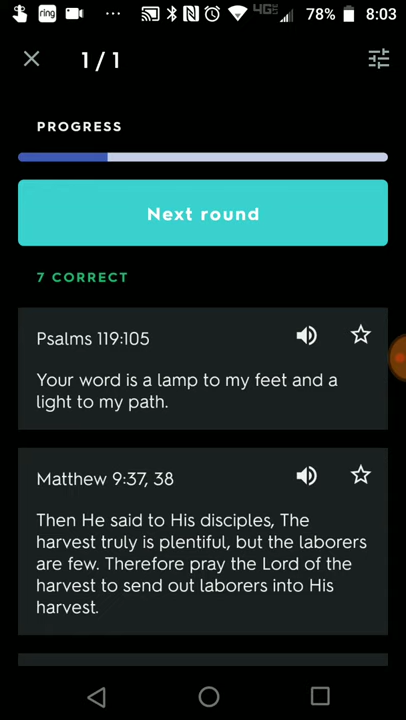 ring
4G LTE
78%
8:03
1 / 1
PROGRESS
Next round
7 CORRECT
Psalms 119:105
Your word is a lamp to my feet and a
light to my path.
Matthew 9:37, 38
Then He said to His disciples, The
harvest truly is plentiful, but the laborers
are few. Therefore pray the Lord of the
harvest to send out laborers into His
harvest.